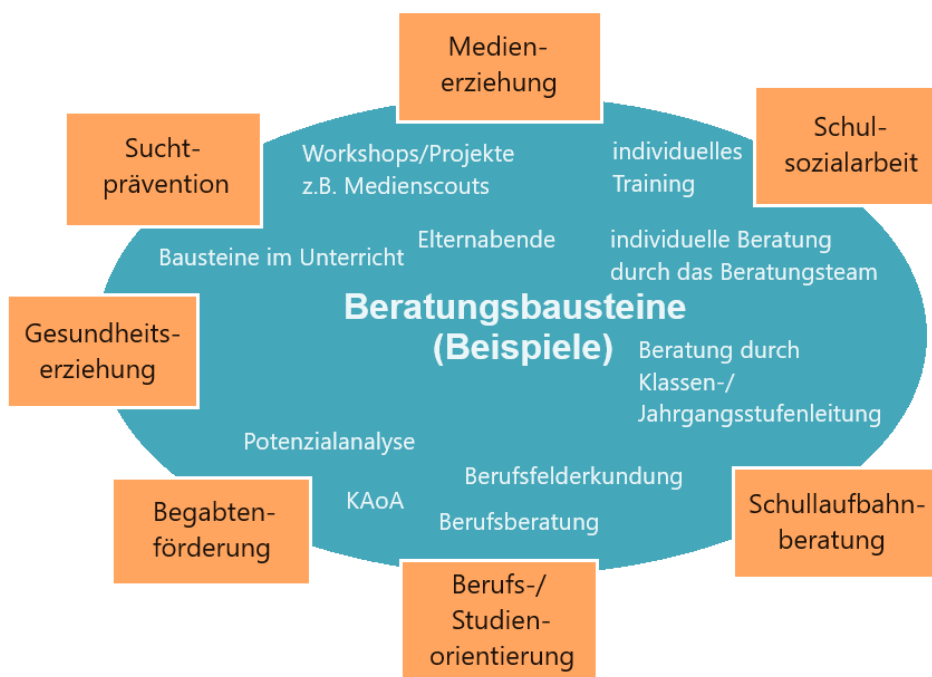 Medien-
erziehung
Sucht-
prävention
Schul-
sozialarbeit
Workshops/Projekte
z.B. Medienscouts
individuelles
Training
Bausteine im Unterricht
Elternabende
individuelle Beratung
durch das Beratungsteam
Beratungsbausteine
(Beispiele)
Gesundheits-
erziehung
Beratung durch
Klassen-/
Jahrgangsstufenleitung
Potenzialanalyse
KAoA
Berufsfelderkundung
Berufsberatung
Begabten-
förderung
Schullaufbahn-
beratung
Berufs-/
Studien-
orientierung